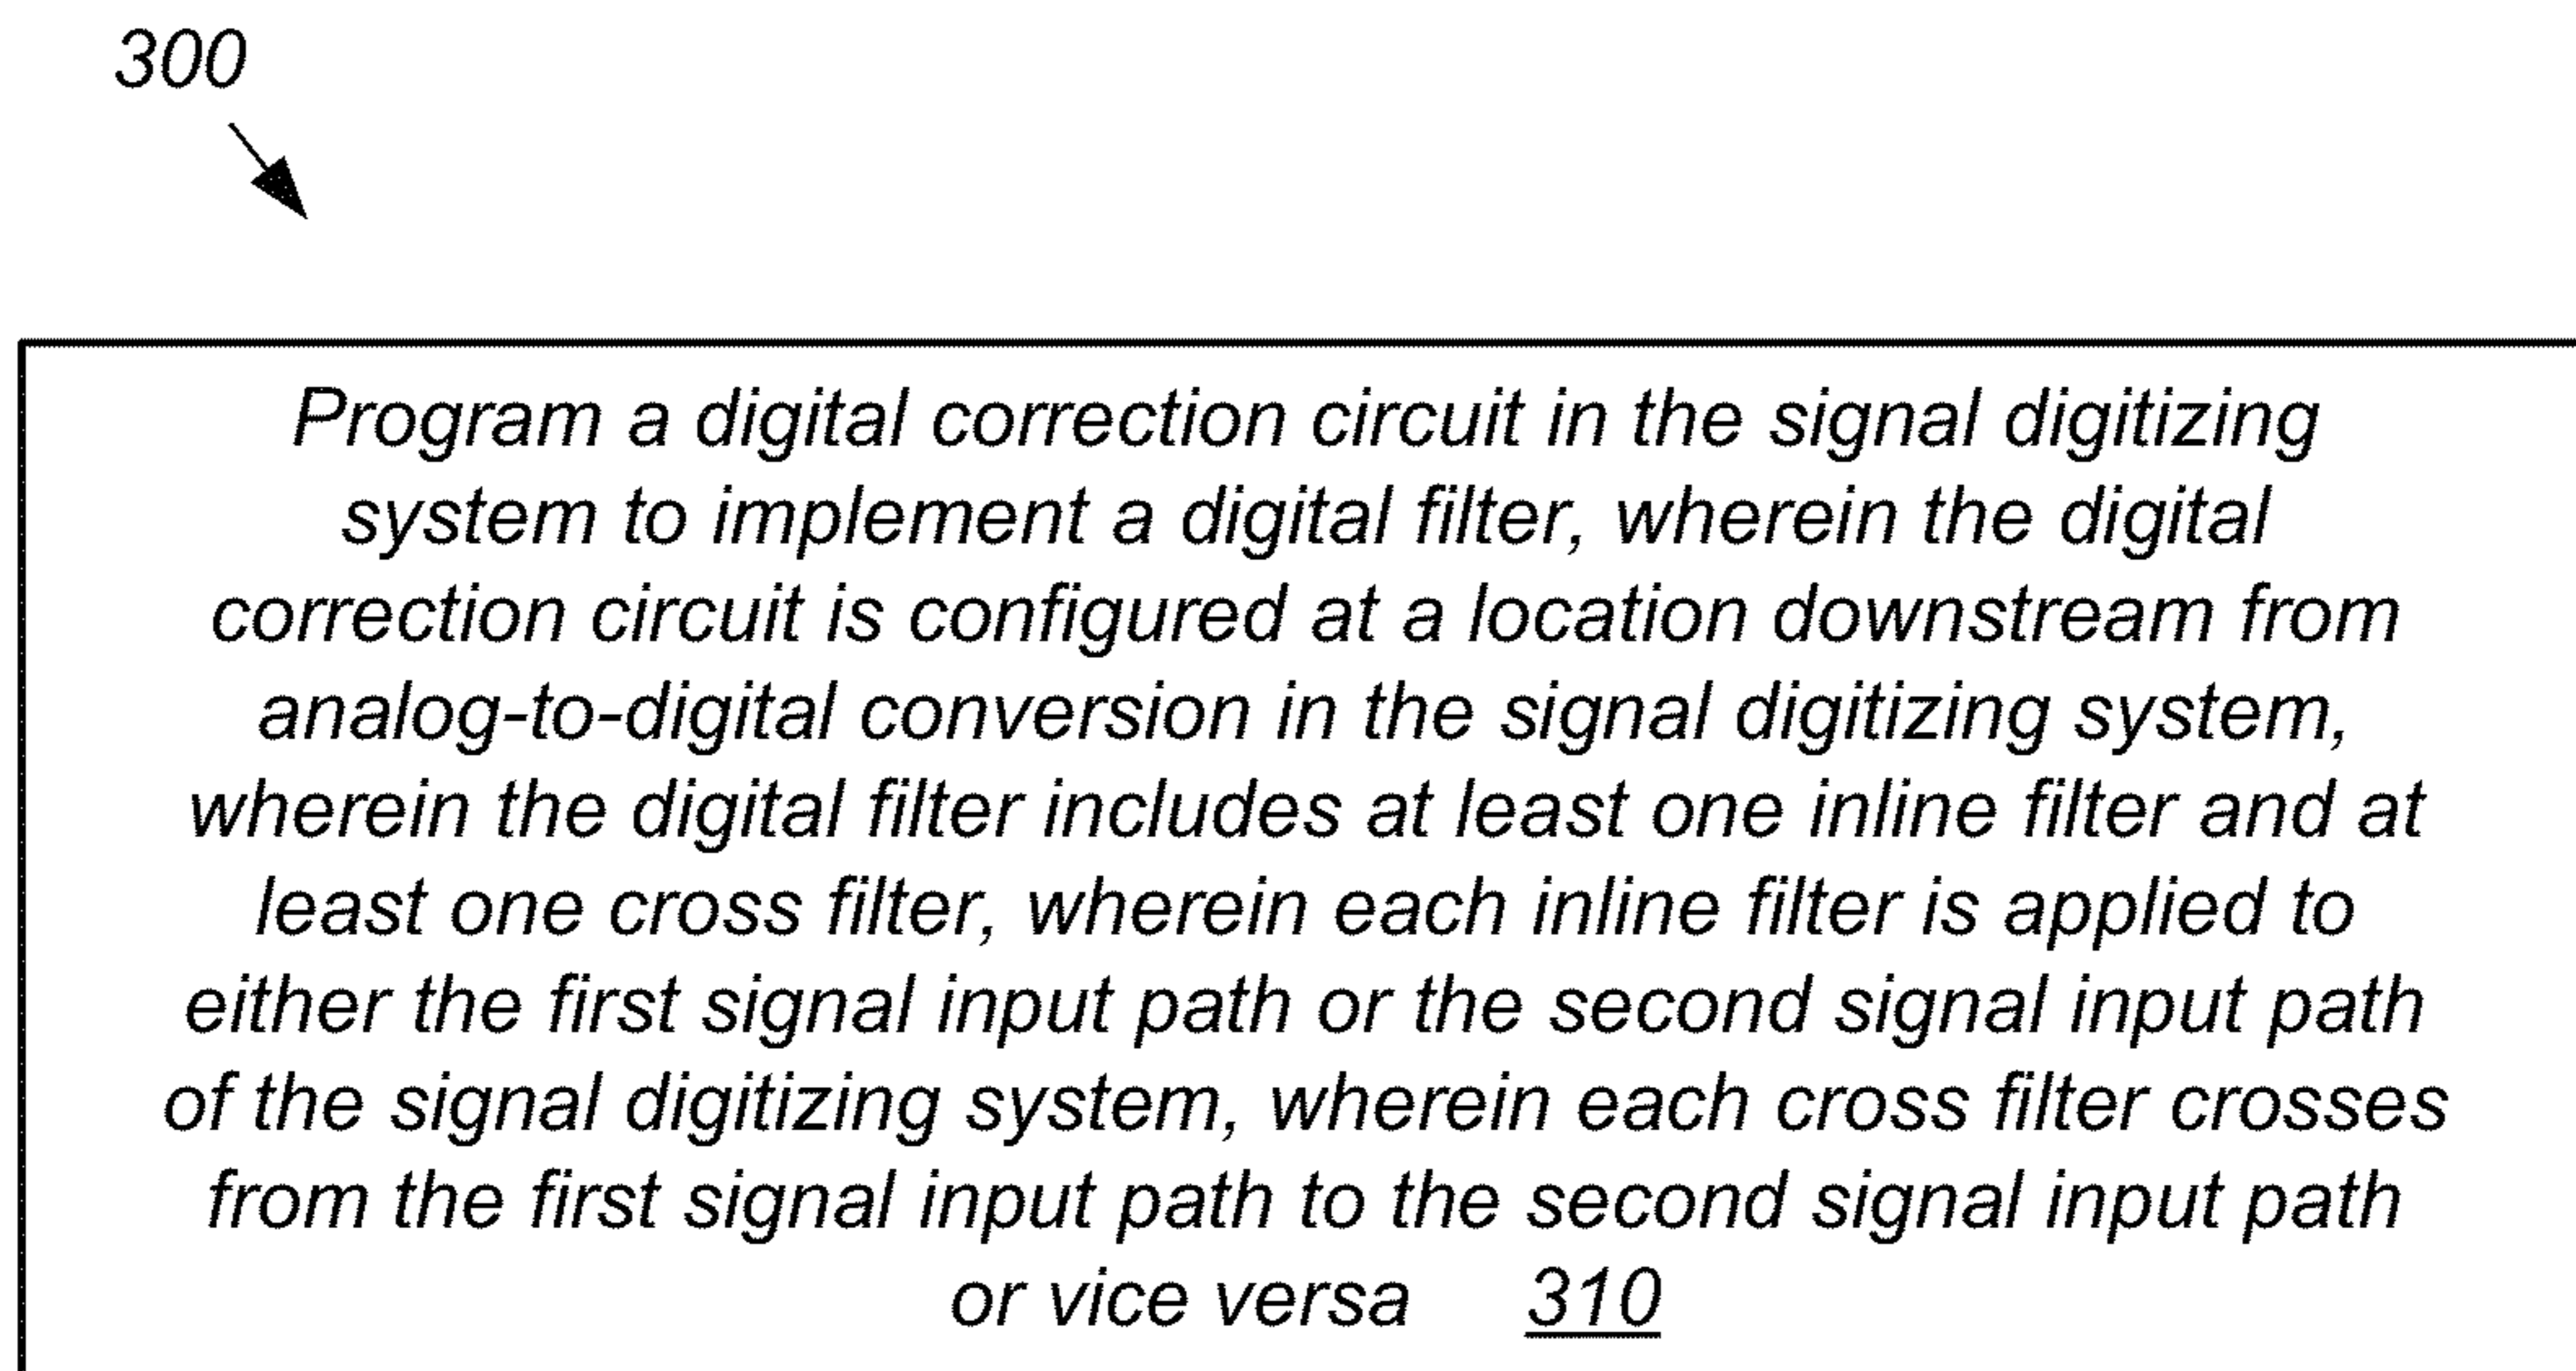 300
Program a digital correction circuit in the signal digitizing
system to implement a digital filter, wherein the digital
correction circuit is configured at a location downstream from
analog-to-digital conversion in the signal digitizing system,
wherein the digital filter includes at least one inline filter and at
least one cross filter, wherein each inline filter is applied to
either the first signal input path or the second signal input path
of the signal digitizing system, wherein each cross filter crosses
from the first signal input path to the second signal input path
or vice versa 310